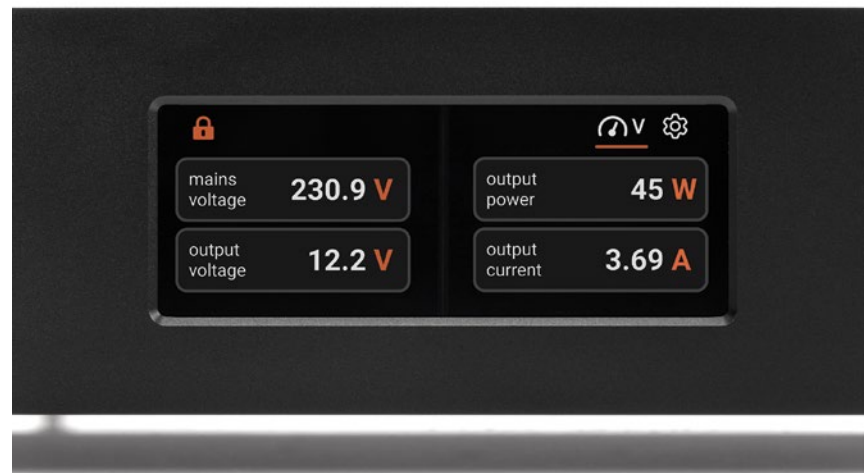 V
mains
voltage
230.9 V
output
power
45 W
output
voltage
12.2 V
output
current
3.69 A